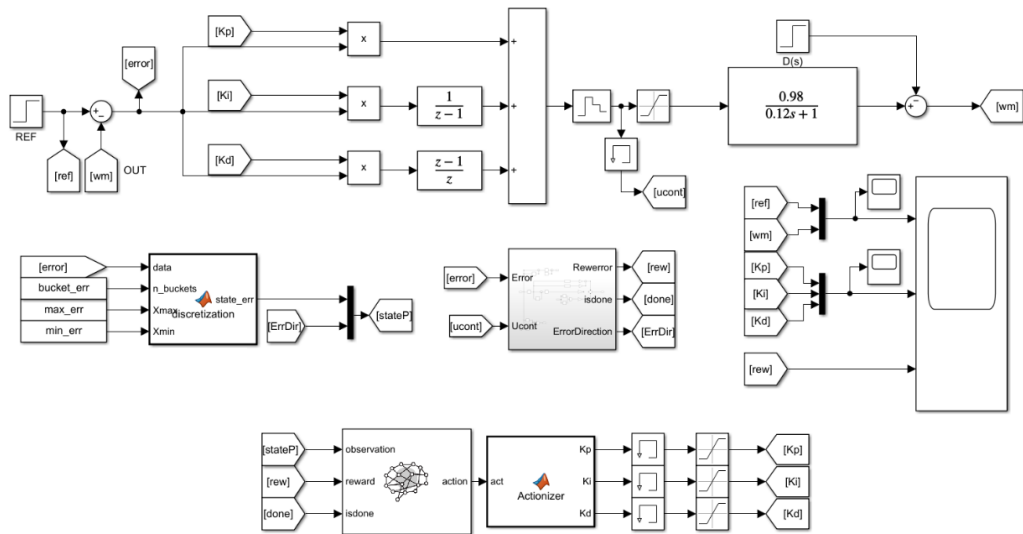 [Kp]
x
+
[error]
[Ki]
x
1
z − 1
+
REF
+
−
[ref]
[wm]
OUT
[Kd]
x
z − 1
z
+
[ucont]
D(s)
0.98
0.12s + 1
+
−
[wm]
[ref]
[wm]
[Kp]
[Ki]
[Kd]
[rew]
[error]
bucket_err
max_err
min_err
data
n_buckets
Xmax
Xmin
state_err
discretization
[ErrDir]
[stateP]
[error]
[ucont]
Error
Ucont
Rewerror
isdone
ErrorDirection
[rew]
[done]
[ErrDir]
[stateP]
[rew]
[done]
observation
reward
isdone
action
act
Actionizer
Kp
Ki
Kd
[Kp]
[Ki]
[Kd]